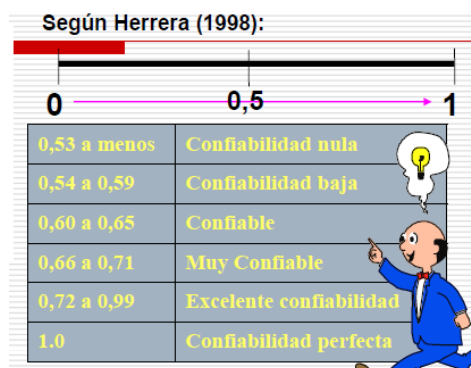 Según Herrera (1998):
0 0,5 1
0,53 a menos Confiabilidad nula
0,54 a 0,59 Confiabilidad baja
0,60 a 0,65 Confiable
0,66 a 0,71 Muy Confiable
0,72 a 0,99 Excelente confiabilidad
1.0 Confiabilidad perfecta